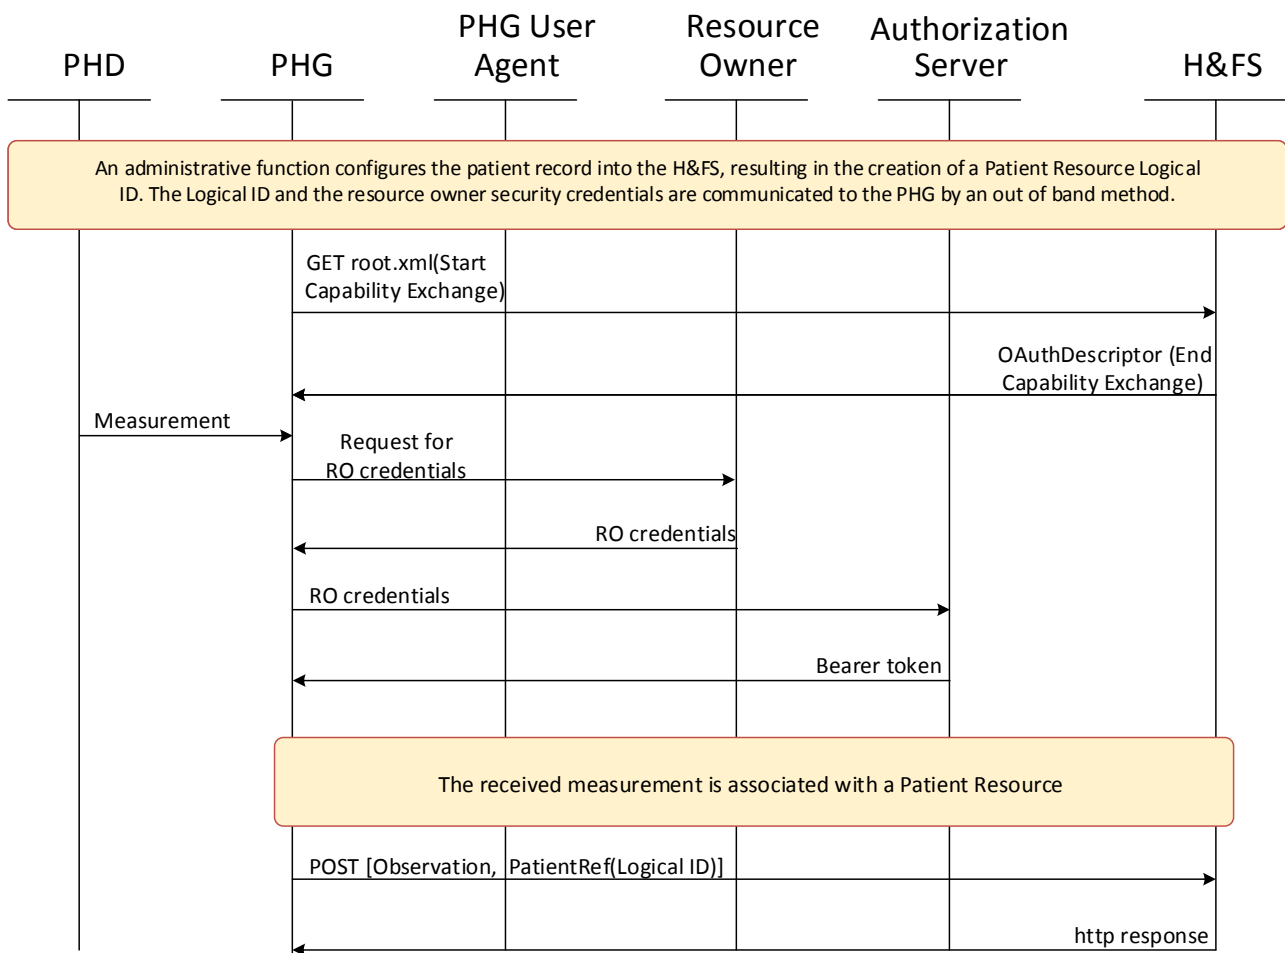 PHD
PHG
PHG User
Agent
Resource
Owner
Authorization
Server
H&FS
An administrative function configures the patient record into the H&FS, resulting in the creation of a Patient Resource Logical
ID. The Logical ID and the resource owner security credentials are communicated to the PHG by an out of band method.
GET root.xml(Start
Capability Exchange)
OAuthDescriptor (End
Capability Exchange)
Measurement
Request for
RO credentials
RO credentials
RO credentials
Bearer token
The received measurement is associated with a Patient Resource
POST [Observation, PatientRef(Logical ID)]
http response